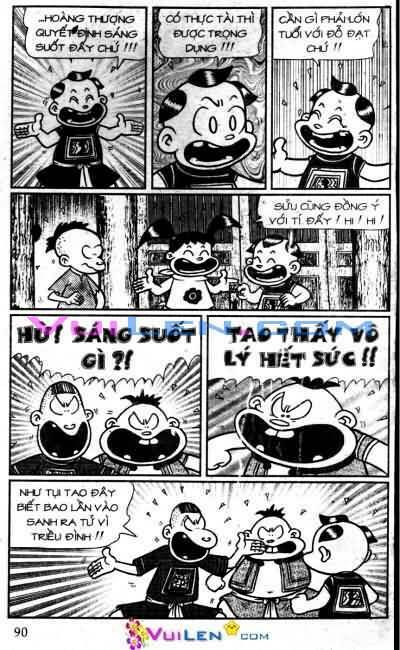 ...HOÀNG THƯỢNG
QUYẾT ĐỊNH SÁNG
SUỐT ĐẤY CHỨ !!!
CÓ THỰC TÀI THÌ
ĐƯỢC TRỌNG
DỤNG !!!
CẦN GÌ PHẢI LỚN
TUỔI VỚI ĐỖ ĐẠT
CHỨ !!
SỬU CŨNG ĐỒNG Ý
VỚI TÍ ĐẤY ! HI ! HI !
VUILEN.COM
HỨ! SÁNG SUỐT
GÌ ?!
TAO THẤY VÔ
LÝ HẾT SỨC !!
NHƯ TỤI TAO ĐÂY
BIẾT BAO LẦN VÀO
SANH RA TỬ VÌ
TRIỀU ĐÌNH !!
90
VUILEN.COM